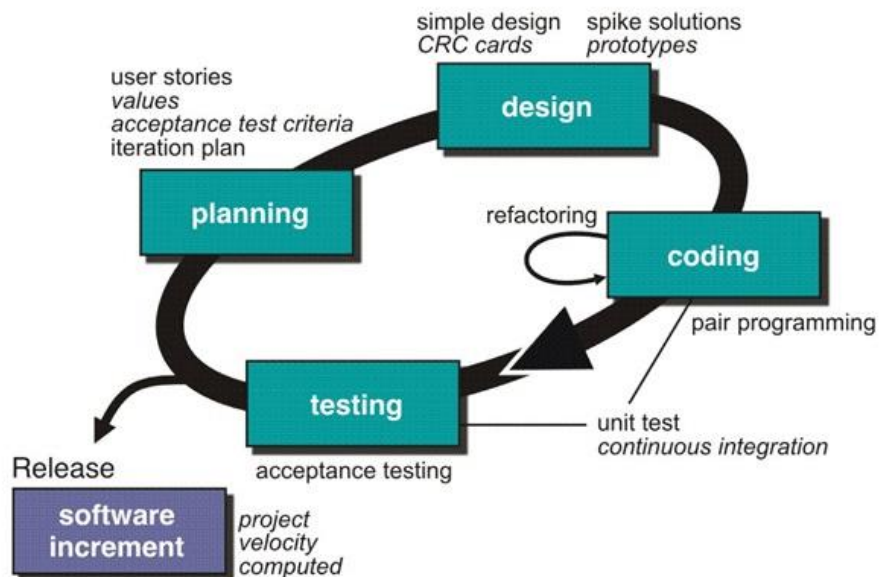 simple design
CRC cards
spike solutions
prototypes
design
user stories
values
acceptance test criteria
iteration plan
planning
refactoring
coding
pair programming
testing
unit test
continuous integration
acceptance testing
Release
software
increment
project
velocity
computed